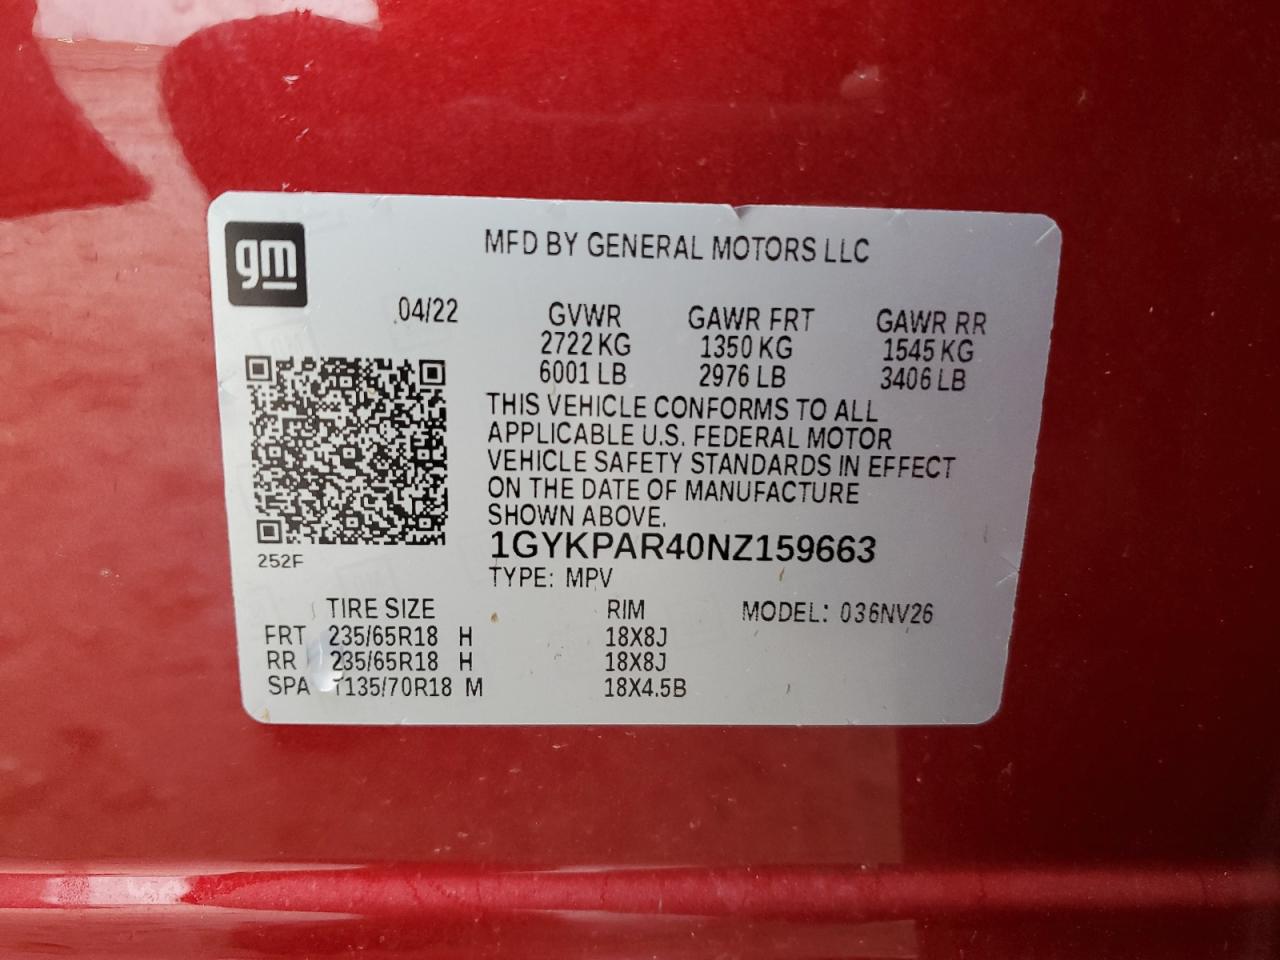 gm
MFD BY GENERAL MOTORS LLC
04/22 GVWR GAWR FRT GAWR RR
2722 KG 1350 KG 1545 KG
6001 LB 2976 LB 3406 LB
THIS VEHICLE CONFORMS TO ALL
APPLICABLE U.S. FEDERAL MOTOR
VEHICLE SAFETY STANDARDS IN EFFECT
ON THE DATE OF MANUFACTURE
SHOWN ABOVE.
1GYKPAR40NZ159663
252F
TYPE: MPV
TIRE SIZE RIM MODEL: 036NV26
FRT 235/65R18 H 18X8J
RR 235/65R18 H 18X8J
SPA T135/70R18 M 18X4.5B